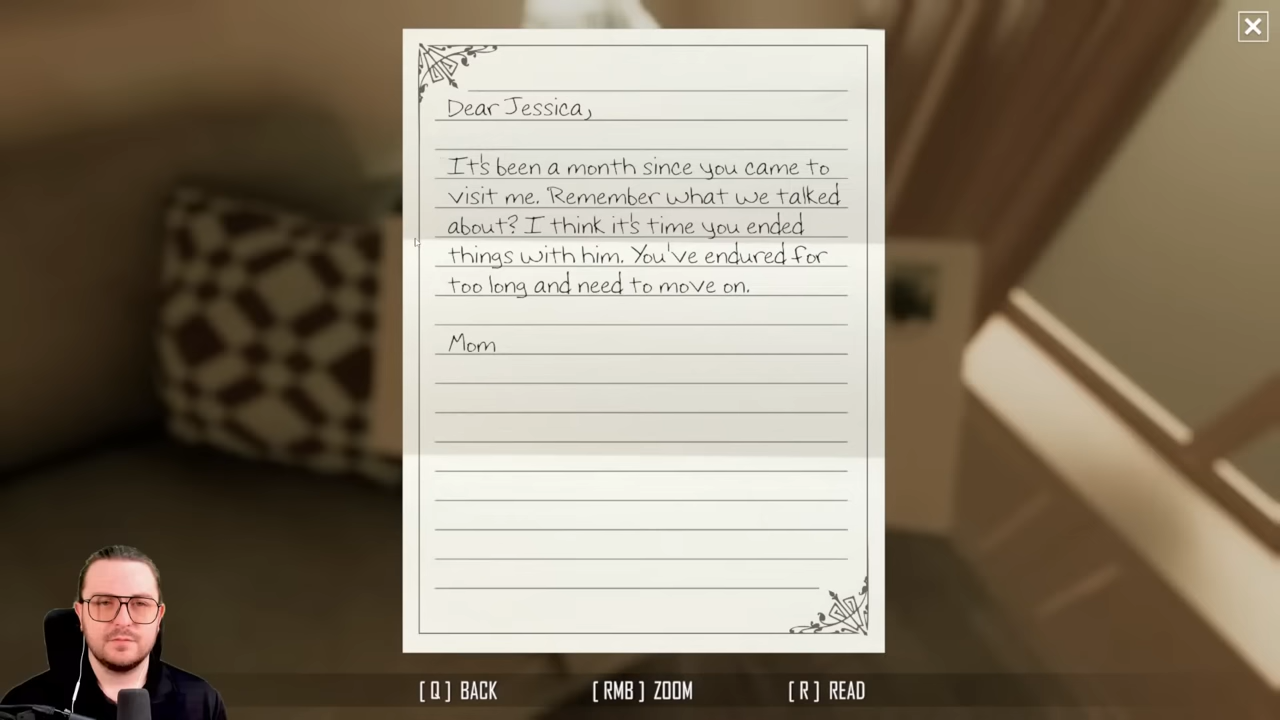 Dear Jessica,
It's been a month since you came to
visit me. Remember what we talked
about? I think it's time you ended
things with him. You've endured for
too long and need to move on.
Mom
[ Q ] BACK [ RMB ] ZOOM [ R ] READ